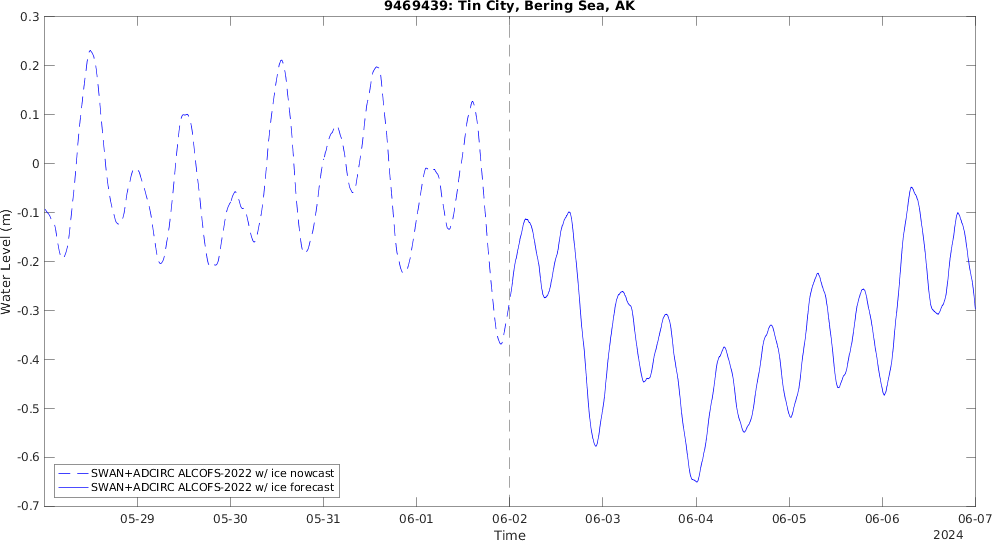 9469439: Tin City, Bering Sea, AK
0.3
0.2
0.1
0
-0.1
-0.2
-0.3
-0.4
-0.5
-0.6
-0.7
Water Level (m)
SWAN+ADCIRC ALCOFS-2022 w/ ice nowcast
SWAN+ADCIRC ALCOFS-2022 w/ ice forecast
05-29 05-30 05-31 06-01 06-02 06-03 06-04 06-05 06-06 06-07
Time
2024